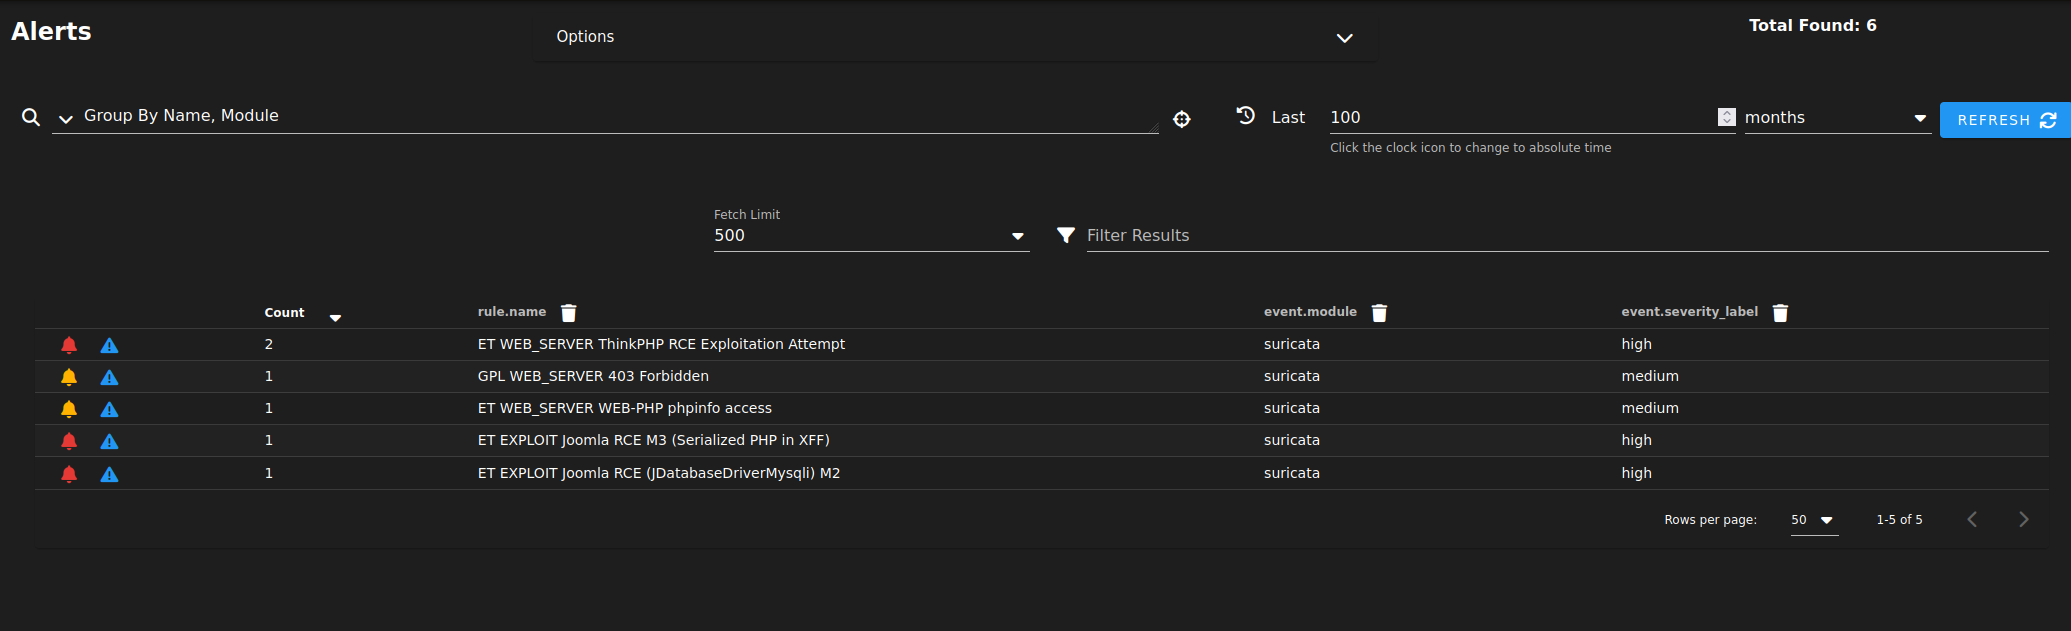 Alerts
Options
Total Found: 6
Group By Name, Module
Last 100 months REFRESH
Click the clock icon to change to absolute time
Fetch Limit
500 Filter Results
Count rule.name event.module event.severity_label
2 ET WEB_SERVER ThinkPHP RCE Exploitation Attempt suricata high
1 GPL WEB_SERVER 403 Forbidden suricata medium
1 ET WEB_SERVER WEB-PHP phpinfo access suricata medium
1 ET EXPLOIT Joomla RCE M3 (Serialized PHP in XFF) suricata high
1 ET EXPLOIT Joomla RCE (JDatabaseDriverMysqli) M2 suricata high
Rows per page: 50 1-5 of 5